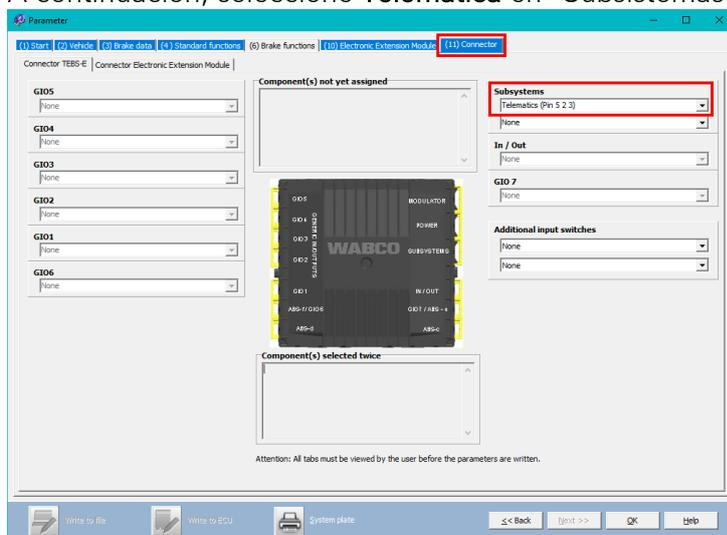 A continuación, seleccione Telemática en "Subsistemas"
Parameter
(1) Start (2) Vehicle (3) Brake data (4) Standard functions (6) Brake functions (10) Electronic Extension Module (11) Connector
Connector TEBS-E Connector Electronic Extension Module
GIO5
None
GIO4
None
GIO3
None
GIO2
None
GIO1
None
GIO6
None
Component(s) not yet assigned
GIO5
GIO4
GIO3
GIO2
GIO1
ABS-f/GIO6
ABS-d
GENERIC IN/OUTPUTS
WABCO
MODULATOR
POWER
SUBSYSTEMS
IN/OUT
GIO7/ABS-e
ABS-c
Component(s) selected twice
Attention: All tabs must be viewed by the user before the parameters are written.
Subsystems
Telematics (Pin 5 2 3)
None
In / Out
None
GIO 7
None
Additional input switches
None
None
Write to file
Write to ECU
System plate
<< Back
Next >>
OK
Help